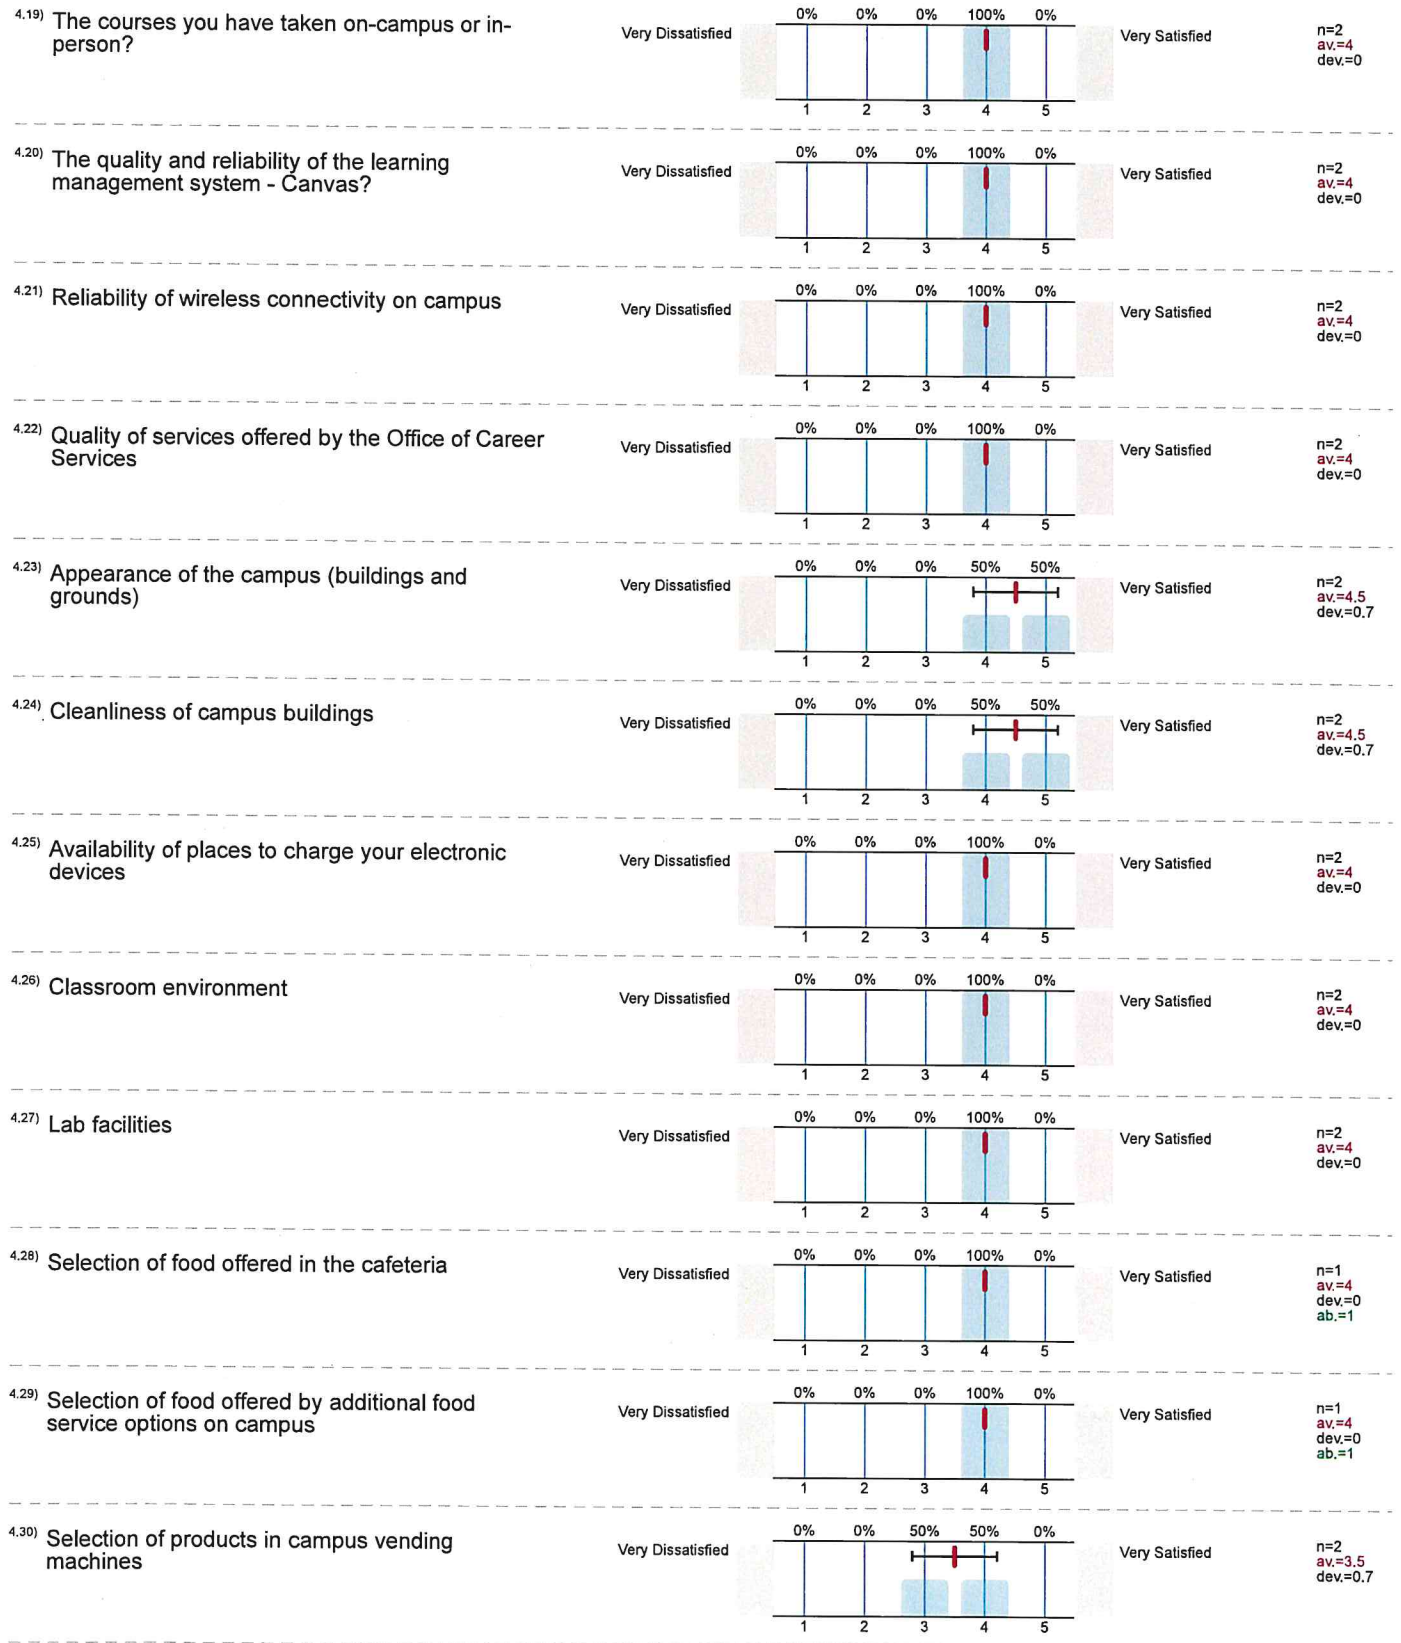 4.19) The courses you have taken on-campus or in-
person?
Very Dissatisfied
0% 0% 0% 100% 0%
1 2 3 4 5
Very Satisfied
n=2
av.=4
dev.=0
4.20) The quality and reliability of the learning
management system - Canvas?
Very Dissatisfied
0% 0% 0% 100% 0%
1 2 3 4 5
Very Satisfied
n=2
av.=4
dev.=0
4.21) Reliability of wireless connectivity on campus
Very Dissatisfied
0% 0% 0% 100% 0%
1 2 3 4 5
Very Satisfied
n=2
av.=4
dev.=0
4.22) Quality of services offered by the Office of Career
Services
Very Dissatisfied
0% 0% 0% 100% 0%
1 2 3 4 5
Very Satisfied
n=2
av.=4
dev.=0
4.23) Appearance of the campus (buildings and
grounds)
Very Dissatisfied
0% 0% 0% 50% 50%
1 2 3 4 5
Very Satisfied
n=2
av.=4.5
dev.=0.7
4.24) Cleanliness of campus buildings
Very Dissatisfied
0% 0% 0% 50% 50%
1 2 3 4 5
Very Satisfied
n=2
av.=4.5
dev.=0.7
4.25) Availability of places to charge your electronic
devices
Very Dissatisfied
0% 0% 0% 100% 0%
1 2 3 4 5
Very Satisfied
n=2
av.=4
dev.=0
4.26) Classroom environment
Very Dissatisfied
0% 0% 0% 100% 0%
1 2 3 4 5
Very Satisfied
n=2
av.=4
dev.=0
4.27) Lab facilities
Very Dissatisfied
0% 0% 0% 100% 0%
1 2 3 4 5
Very Satisfied
n=2
av.=4
dev.=0
4.28) Selection of food offered in the cafeteria
Very Dissatisfied
0% 0% 0% 100% 0%
1 2 3 4 5
Very Satisfied
n=1
av.=4
dev.=0
ab.=1
4.29) Selection of food offered by additional food
service options on campus
Very Dissatisfied
0% 0% 0% 100% 0%
1 2 3 4 5
Very Satisfied
n=1
av.=4
dev.=0
ab.=1
4.30) Selection of products in campus vending
machines
Very Dissatisfied
0% 0% 50% 50% 0%
1 2 3 4 5
Very Satisfied
n=2
av.=3.5
dev.=0.7